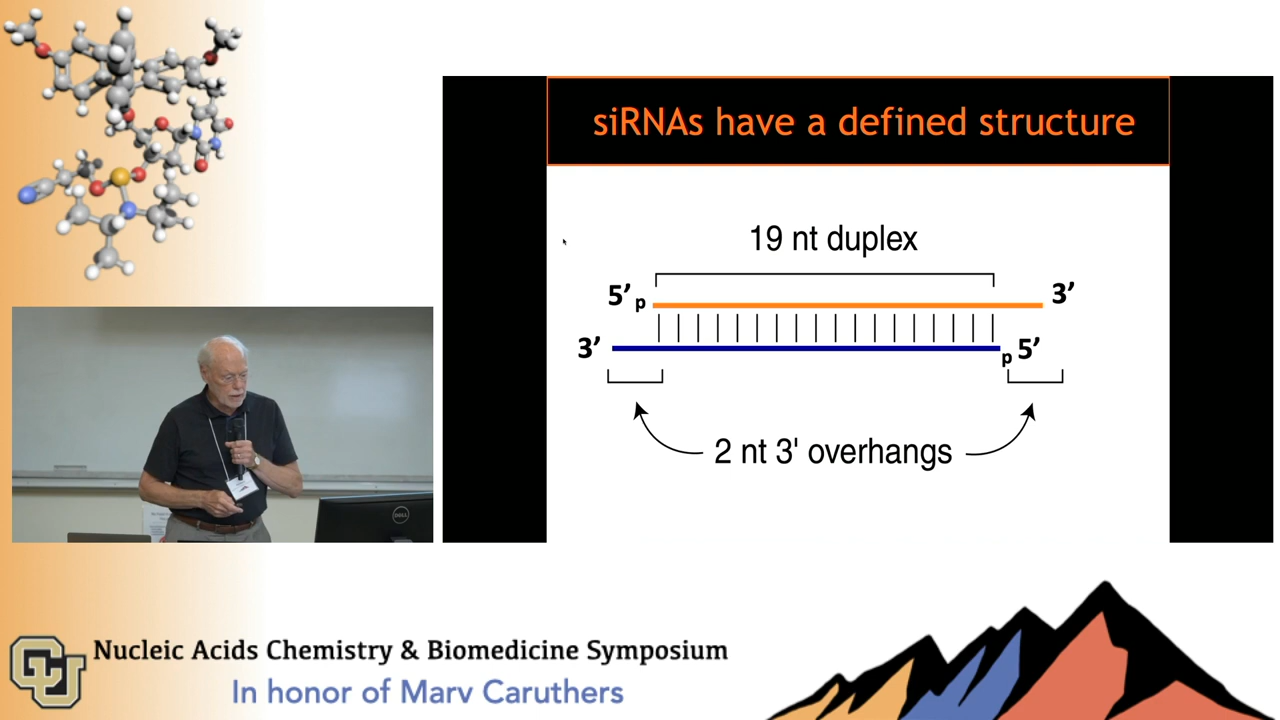 siRNAs have a defined structure
19 nt duplex
5’ p 3’
3’ p 5’
2 nt 3' overhangs
DELL
CU
Nucleic Acids Chemistry & Biomedicine Symposium
In honor of Marv Caruthers